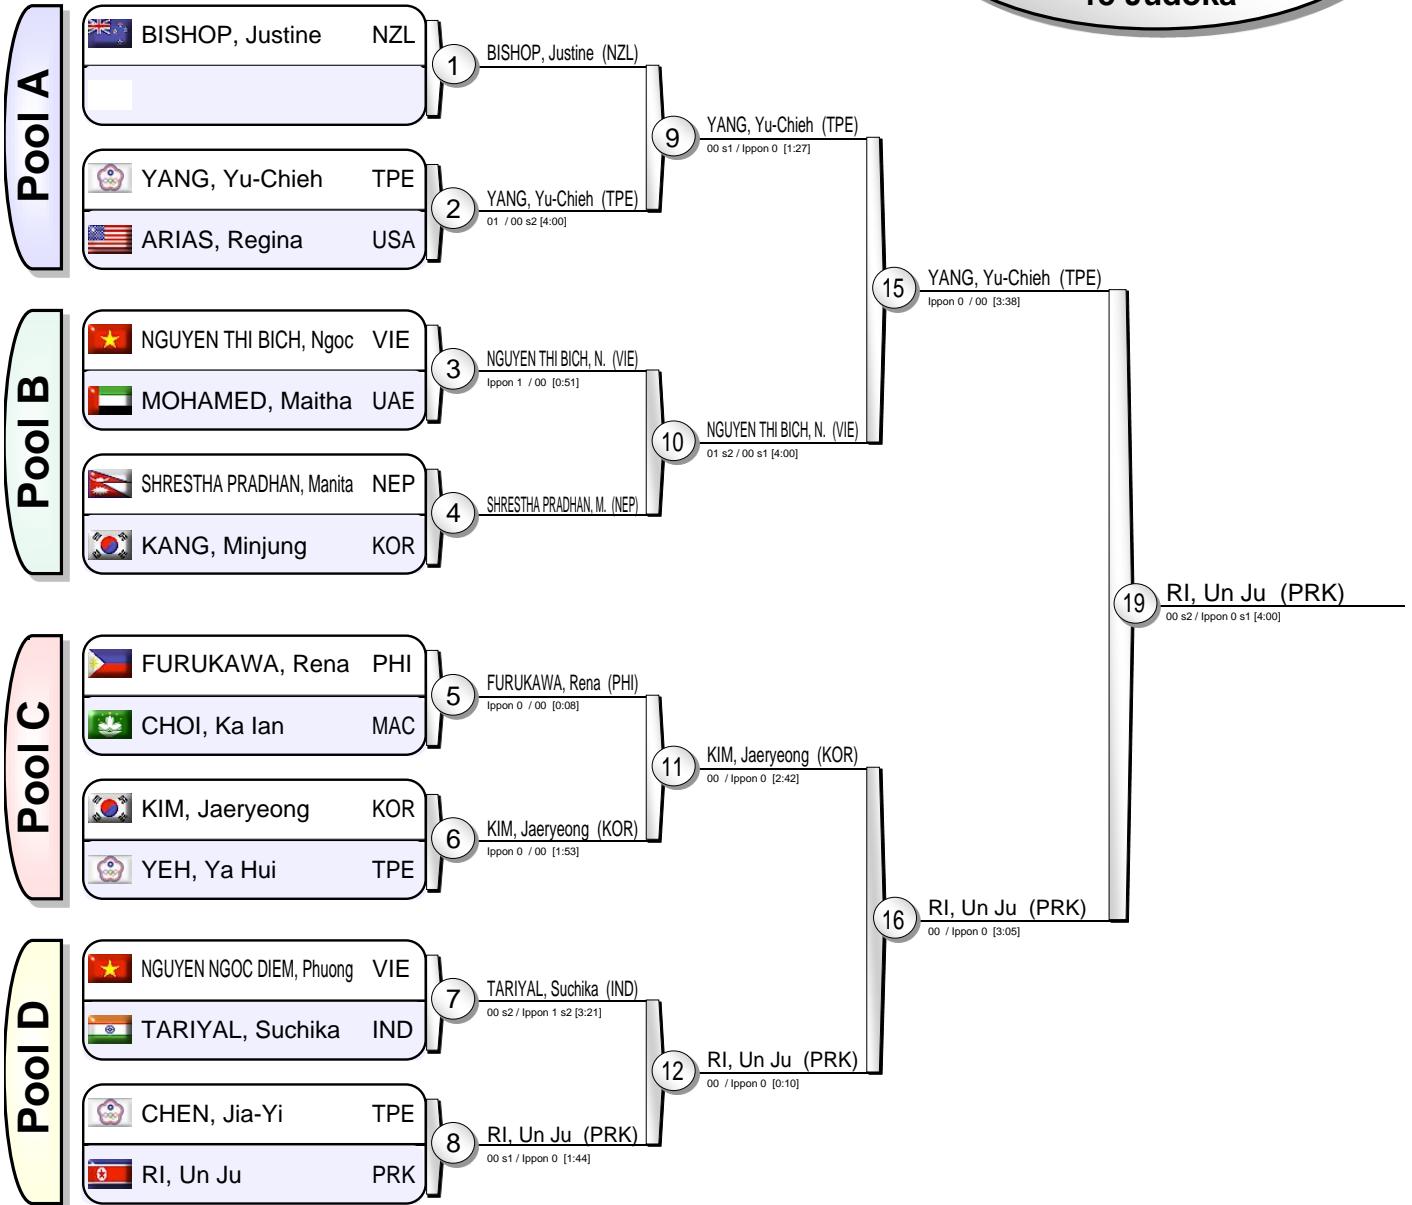 15 Judoka
Pool A
BISHOP, Justine NZL
YANG, Yu-Chieh TPE
ARIAS, Regina USA
1
BISHOP, Justine (NZL)
2
YANG, Yu-Chieh (TPE)
01 / 00 s2 [4:00]
9
YANG, Yu-Chieh (TPE)
00 s1 / Ippon 0 [1:27]
Pool B
NGUYEN THI BICH, Ngoc VIE
MOHAMED, Maitha UAE
SHRESTHA PRADHAN, Manita NEP
KANG, Minjung KOR
3
NGUYEN THI BICH, N. (VIE)
Ippon 1 / 00 [0:51]
4
SHRESTHA PRADHAN, M. (NEP)
10
NGUYEN THI BICH, N. (VIE)
01 s2 / 00 s1 [4:00]
15
YANG, Yu-Chieh (TPE)
Ippon 0 / 00 [3:38]
Pool C
FURUKAWA, Rena PHI
CHOI, Ka Ian MAC
KIM, Jaeryeong KOR
YEH, Ya Hui TPE
5
FURUKAWA, Rena (PHI)
Ippon 0 / 00 [0:08]
6
KIM, Jaeryeong (KOR)
Ippon 0 / 00 [1:53]
11
KIM, Jaeryeong (KOR)
00 / Ippon 0 [2:42]
Pool D
NGUYEN NGOC DIEM, Phuong VIE
TARIYAL, Suchika IND
CHEN, Jia-Yi TPE
RI, Un Ju PRK
7
TARIYAL, Suchika (IND)
00 s2 / Ippon 1 s2 [3:21]
8
RI, Un Ju (PRK)
00 s1 / Ippon 0 [1:44]
12
RI, Un Ju (PRK)
00 / Ippon 0 [0:10]
16
RI, Un Ju (PRK)
00 / Ippon 0 [3:05]
19
RI, Un Ju (PRK)
00 s2 / Ippon 0 s1 [4:00]